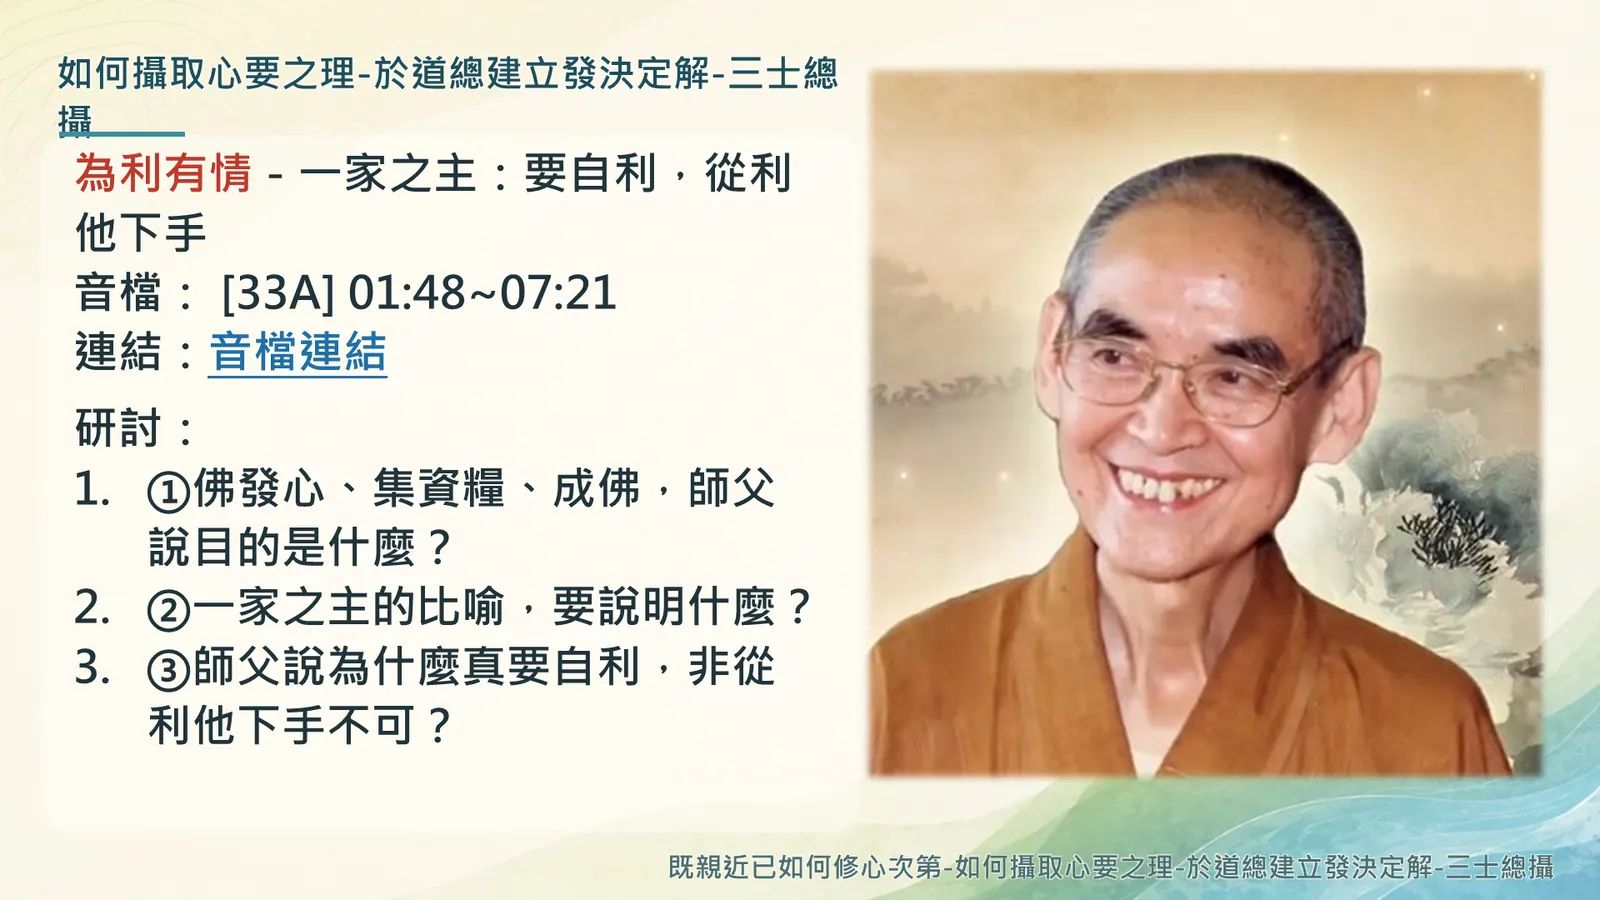 如何攝取心要之理-於道總建立發決定解-三士總
攝
為利有情 - 一家之主：要自利，從利
他下手
音檔： [33A] 01:48~07:21
連結：音檔連結
研討：
1. ①佛發心、集資糧、成佛，師父
說目的是什麼？
2. ②一家之主的比喻，要說明什麼？
3. ③師父說為什麼真要自利，非從
利他下手不可？
既親近已如何修心次第-如何攝取心要之理-於道總建立發決定解-三士總攝